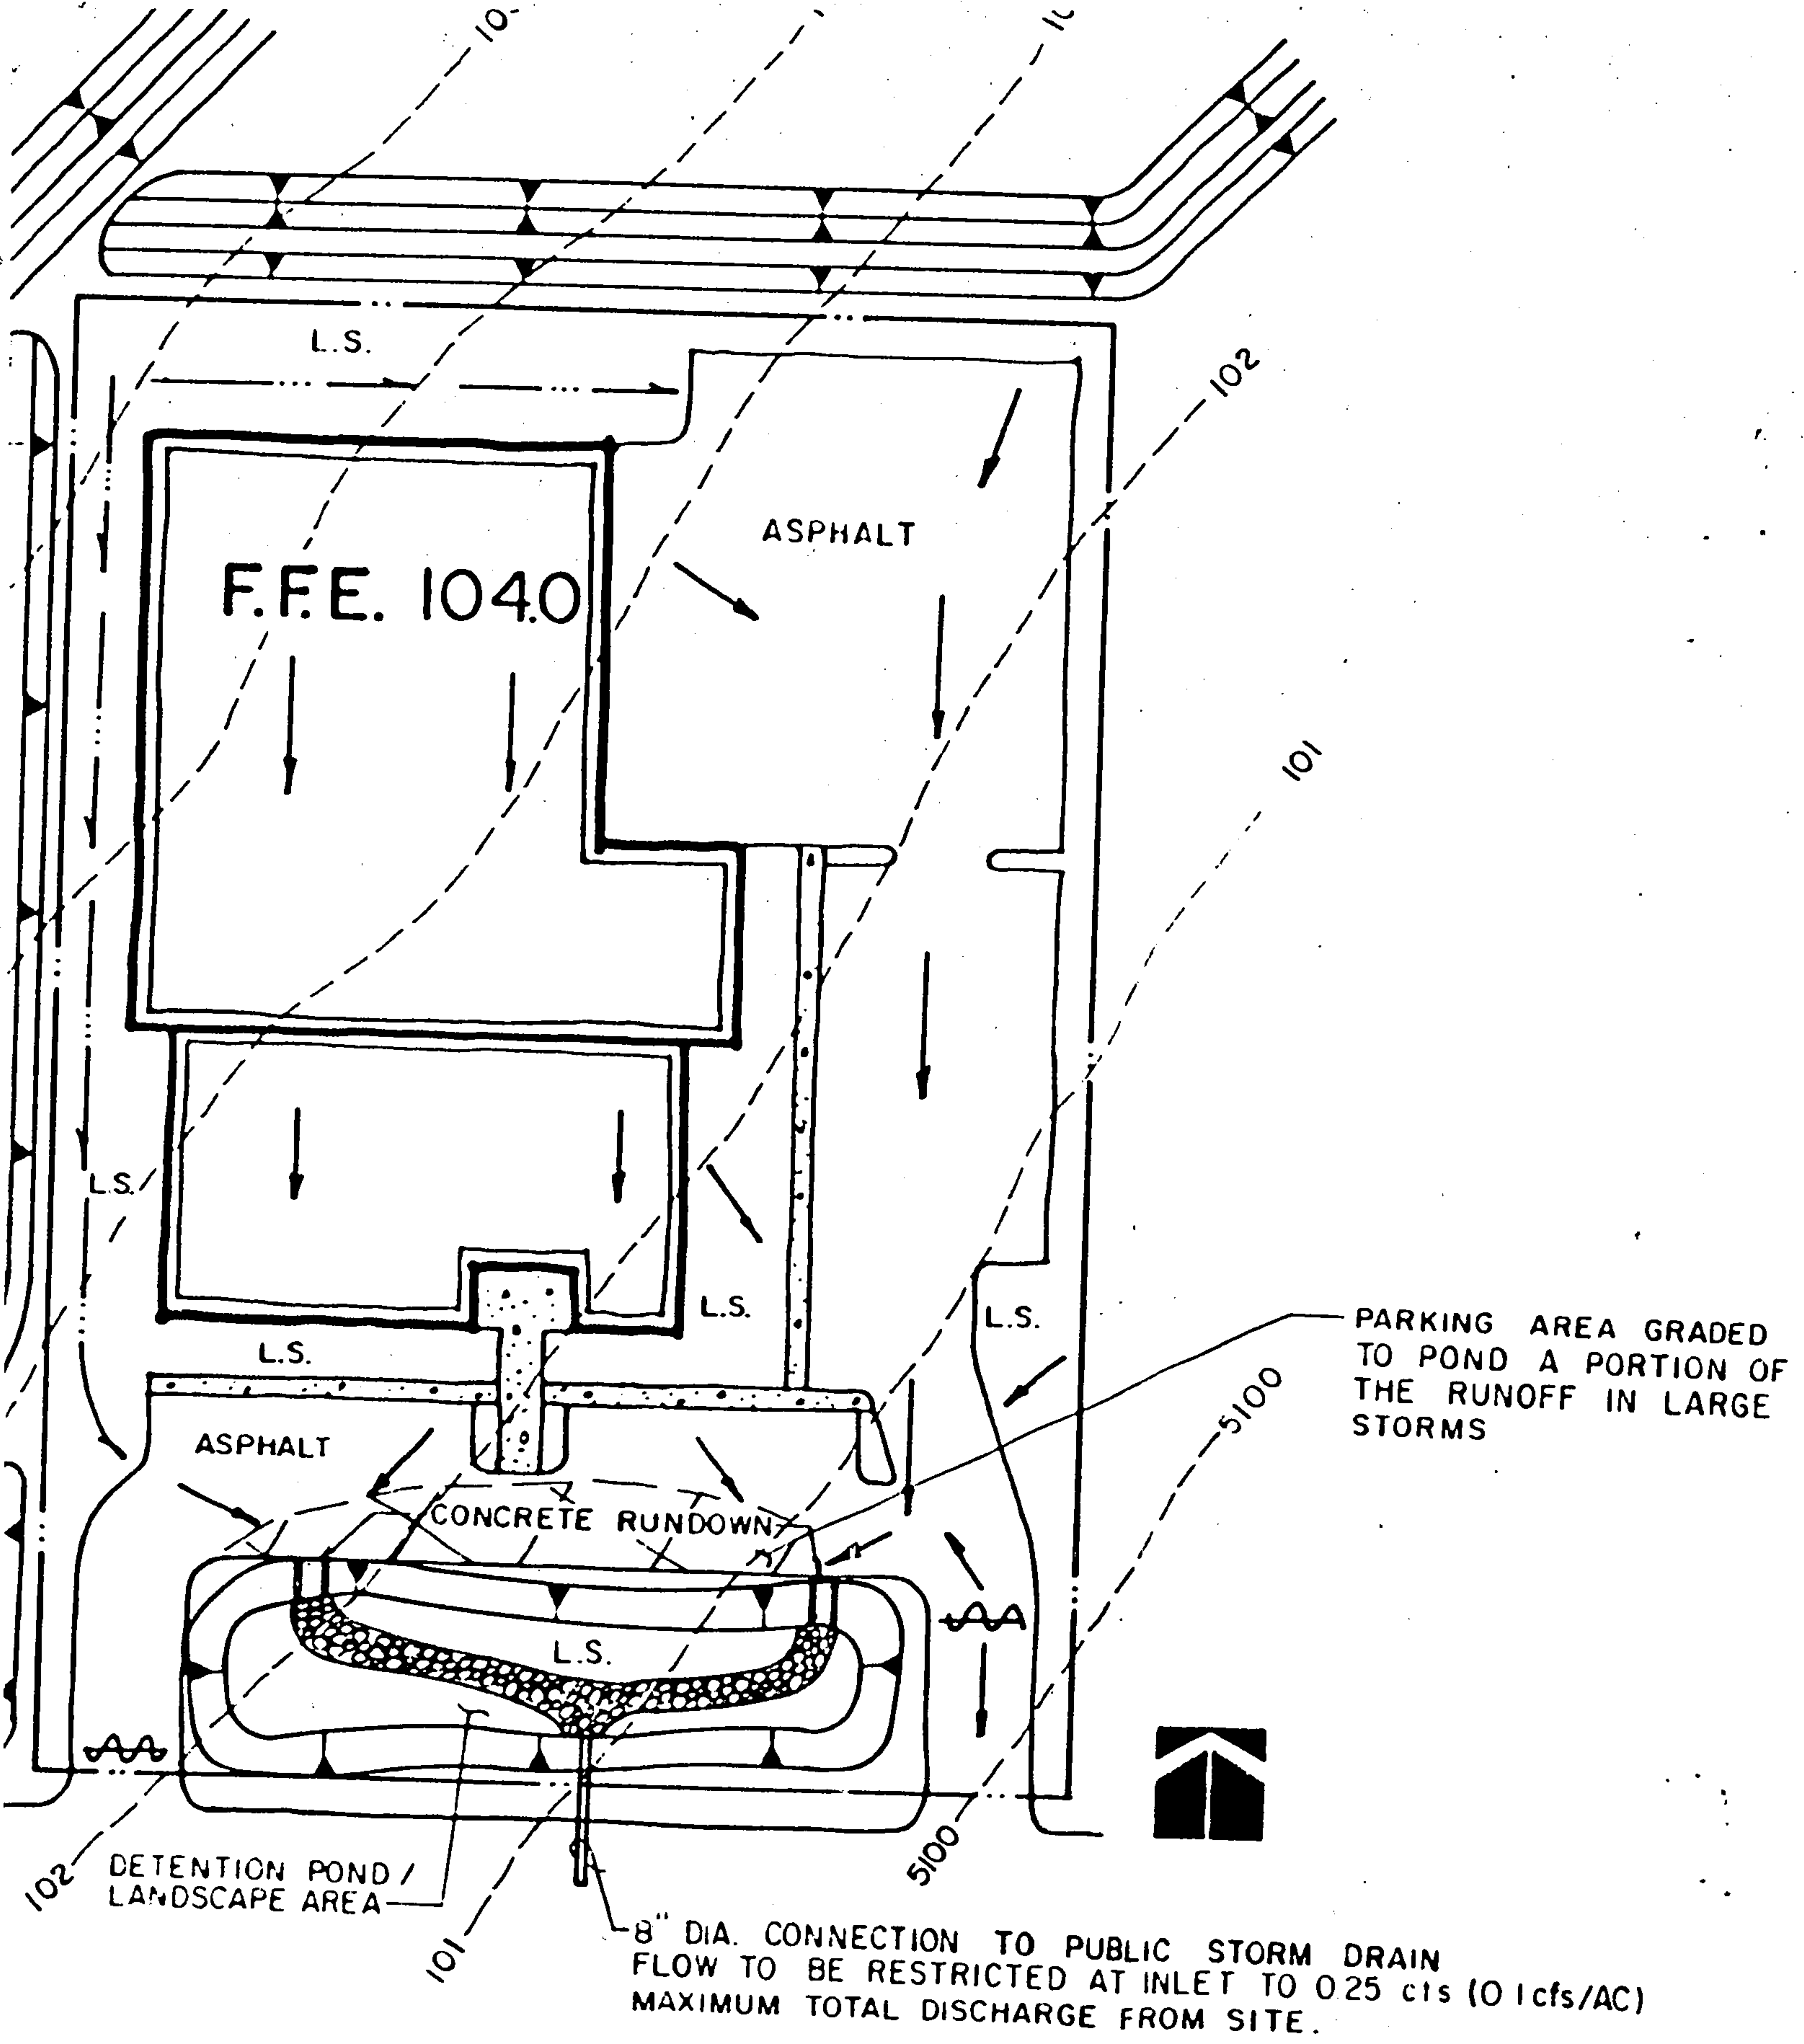 10
10
L.S.
102
ASPHALT
F.F.E. 104.0
101
L.S.
L.S.
L.S.
L.S.
PARKING AREA GRADED
TO POND A PORTION OF
THE RUNOFF IN LARGE
STORMS
5100
ASPHALT
CONCRETE RUNDOWN
L.S.
5100
102
DETENTION POND /
LANDSCAPE AREA
101
8" DIA. CONNECTION TO PUBLIC STORM DRAIN
FLOW TO BE RESTRICTED AT INLET TO 0.25 cfs (0.1 cfs/AC)
MAXIMUM TOTAL DISCHARGE FROM SITE.